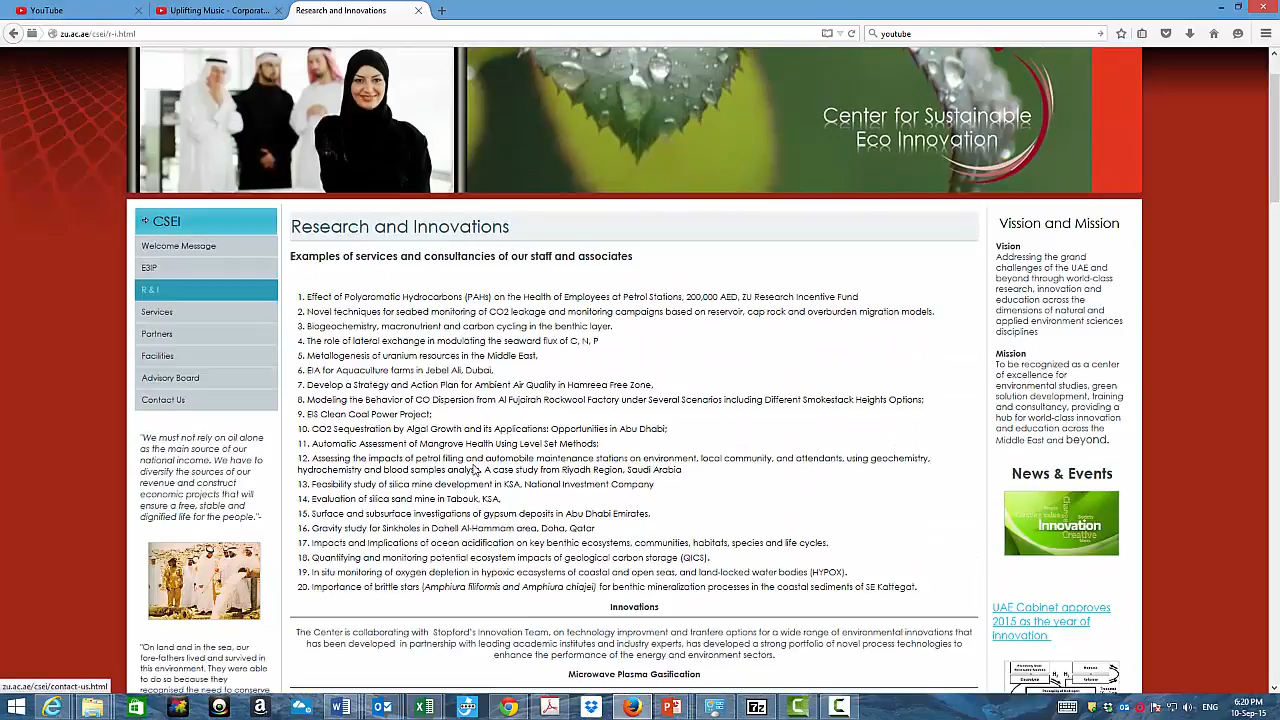 YouTube
Uplifting Music - Corporat...
Research and Innovations
zu.ac.ae/csei/r-i.html
youtube
Center for Sustainable
Eco Innovation
CSEI
Welcome Message
E3IP
R & I
Services
Partners
Facilities
Advisory Board
Contact Us
"We must not rely on oil alone
as the main source of our
national income. We have to
diversify the sources of our
revenue and construct
economic projects that will
ensure a free, stable and
dignified life for the people."-
"On land and in the sea, our
fore-fathers lived and survived in
this environment. They were able
to do so because they
recognised the need to conserve
Research and Innovations
Examples of services and consultancies of our staff and associates
1. Effect of Polyaromatic Hydrocarbons (PAHs) on the Health of Employees at Petrol Stations, 200,000 AED, ZU Research Incentive Fund
2. Novel techniques for seabed monitoring of CO2 leakage and monitoring campaigns based on reservoir, cap rock and overburden migration models.
3. Biogeochemistry, macronutrient and carbon cycling in the benthic layer.
4. The role of lateral exchange in modulating the seaward flux of C, N, P
5. Metallogenesis of uranium resources in the Middle East,
6. EIA for Aquaculture farms in Jebel Ali, Dubai,
7. Develop a Strategy and Action Plan for Ambient Air Quality in Hamreea Free Zone,
8. Modeling the Behavior of CO Dispersion from Al Fujairah Rockwool Factory under Several Scenarios including Different Smokestack Heights Options;
9. EIS Clean Coal Power Project;
10. CO2 Sequestration by Algal Growth and its Applications: Opportunities in Abu Dhabi;
11. Automatic Assessment of Mangrove Health Using Level Set Methods;
12. Assessing the impacts of petrol filing and automobile maintenance stations on environment, local community, and attendants, using geochemistry,
hydrochemistry and blood samples analysis. A case study from Riyadh Region, Saudi Arabia
13. Feasibility study of silica mine development in KSA, National Investment Company
14. Evaluation of silica sand mine in Tabouk, KSA,
15. Surface and subsurface investigations of gypsum deposits in Abu Dhabi Emirates.
16. Gravity study for sinkholes in Dahell Al-Hammam area, Doha, Qatar
17. Impacts and interactions of ocean acidification on key benthic ecosystems, communities, habitats, species and life cycles.
18. Quantifying and monitoring potential ecosystem impacts of geological carbon storage (QICS).
19. In situ monitoring of oxygen depletion in hypoxic ecosystems of coastal and open seas, and land-locked water bodies (HYPOX).
20. Importance of brittle stars (Amphiura filiformis and Amphiura chiajei) for benthic mineralization processes in the coastal sediments of SE Kattegat.
Innovations
The Center is collaborating with Stopford's Innovation Team, on technology improvment and trantere options for a wide range of environmental innovations that
has been developed in partnership with leading academic institutes and industry experts, has developed a strong portfolio of novel process technologies to
enhance the performance of the energy and environment sectors.
Microwave Plasma Gasification
Vission and Mission
Vision
Addressing the grand
challenges of the UAE and
beyond through world-class
research, innovation and
education across the
dimensions of natural and
applied environment sciences
disciplines
Mission
To be recognized as a center
of excellence for
environmental studies, green
solution development, training
and consultancy, providing a
hub for world-class innovation
and education across the
Middle East and beyond.
News & Events
Innovation
UAE Cabinet approves
2015 as the year of
innovation
zu.ac.ae/csei/contact-us.html
6:20 PM
10-Sep-15